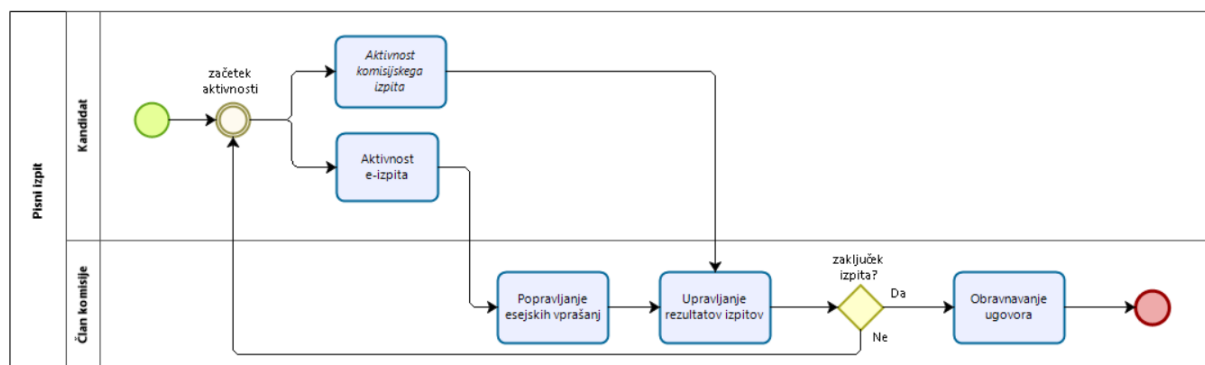 Pisni izpit
Kandidat
začetek
aktivnosti
Aktivnost
komisijskega
izpita
Aktivnost
e-izpita
Član komisije
Popravljanje
esejskih vprašanj
Upravljanje
rezultatov izpitov
zaključek
izpita?
Da
Ne
Obravnavanje
ugovora